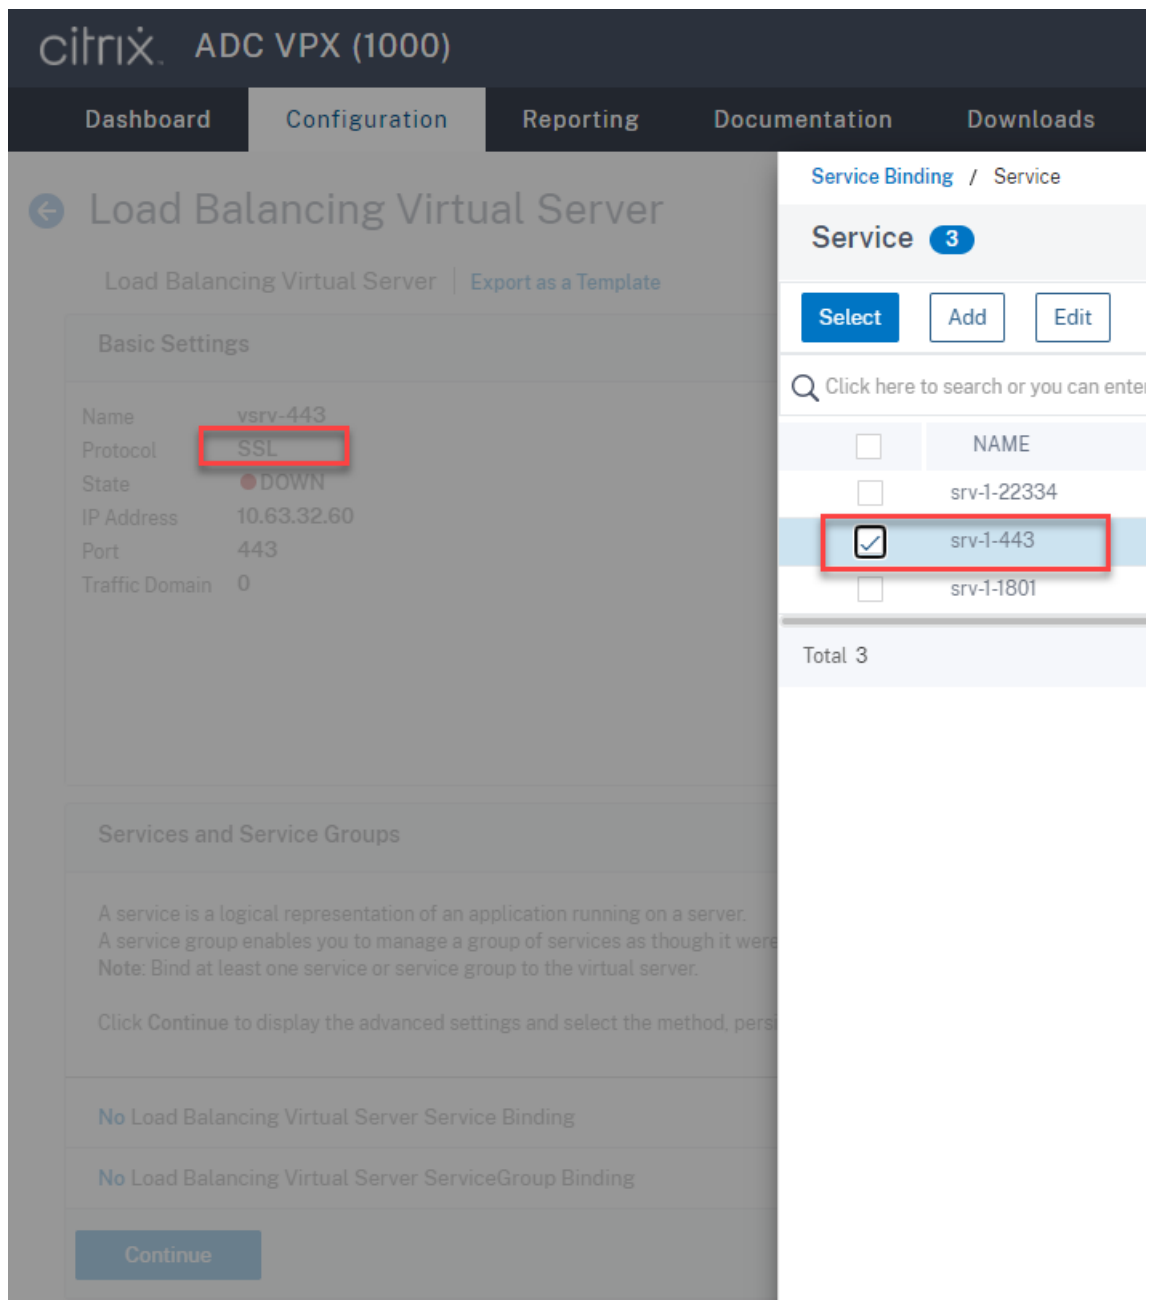 citrix. ADC VPX (1000)
Dashboard Configuration Reporting Documentation Downloads
Load Balancing Virtual Server
Load Balancing Virtual Server | Export as a Template
Basic Settings
Name vsrv-443
Protocol SSL
State DOWN
IP Address 10.63.32.60
Port 443
Traffic Domain 0
Services and Service Groups
A service is a logical representation of an application running on a server.
A service group enables you to manage a group of services as though it were
Note: Bind at least one service or service group to the virtual server.
Click Continue to display the advanced settings and select the method, persi
No Load Balancing Virtual Server Service Binding
No Load Balancing Virtual Server ServiceGroup Binding
Continue
Service Binding / Service
Service 3
Select Add Edit
Click here to search or you can enter
NAME
srv-1-22334
srv-1-443
srv-1-1801
Total 3